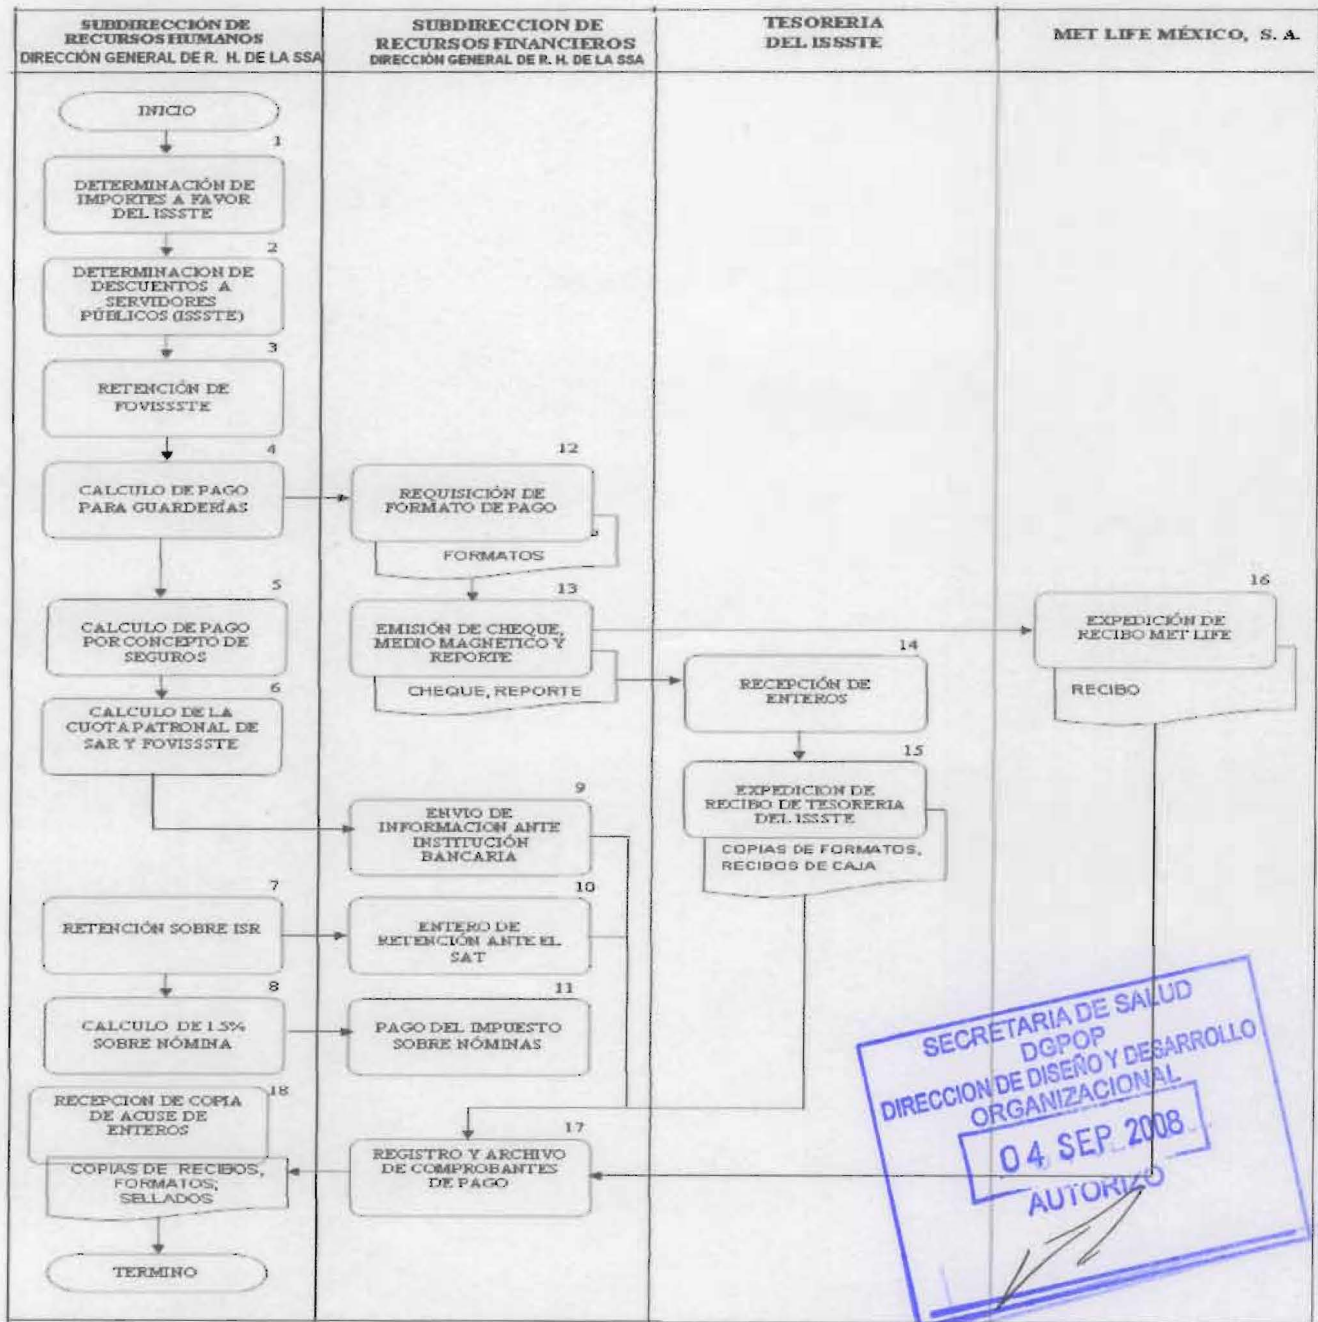 SUBDIRECCIÓN DE
RECURSOS HUMANOS
DIRECCIÓN GENERAL DE R. H. DE LA SSA
SUBDIRECCION DE
RECURSOS FINANCIEROS
DIRECCIÓN GENERAL DE R. H. DE LA SSA
TESORERIA
DEL ISSSTE
MET LIFE MÉXICO, S. A.
INICIO
1
DETERMINACIÓN DE
IMPORTES A FAVOR
DEL ISSSTE
2
DETERMINACION DE
DESCUENTOS A
SERVIDORES
PÚBLICOS (ISSSTE)
3
RETENCIÓN DE
FOVISSSTE
4
CALCULO DE PAGO
PARA GUARDERÍAS
12
REQUISICIÓN DE
FORMATO DE PAGO
FORMATOS
5
CALCULO DE PAGO
POR CONCEPTO DE
SEGUROS
13
EMISIÓN DE CHEQUE,
MEDIO MAGNETICO Y
REPORTE
CHEQUE, REPORTE
16
EXPEDICIÓN DE
RECIBO MET LIFE
RECIBO
14
RECEPCIÓN DE
ENTEROS
6
CALCULO DE LA
CUOTA PATRONAL DE
SAR Y FOVISSSTE
15
EXPEDICION DE
RECIBO DE TESORERIA
DEL ISSSTE
COPIAS DE FORMATOS,
RECIBOS DE CAJA
9
ENVIO DE
INFORMACION ANTE
INSTITUCIÓN
BANCARIA
7
RETENCIÓN SOBRE ISR
10
ENTERO DE
RETENCIÓN ANTE EL
SAT
8
CALCULO DE 1.5%
SOBRE NÓMINA
11
PAGO DEL IMPUESTO
SOBRE NÓMINAS
18
RECEPCION DE COPIA
DE ACUSE DE
ENTEROS
COPIAS DE RECIBOS,
FORMATOS,
SELLADOS
17
REGISTRO Y ARCHIVO
DE COMPROBANTES
DE PAGO
TERMINO
SECRETARIA DE SALUD
DGPOP
DIRECCION DE DISEÑO Y DESARROLLO
ORGANIZACIONAL
04 SEP. 2008
AUTORIZO